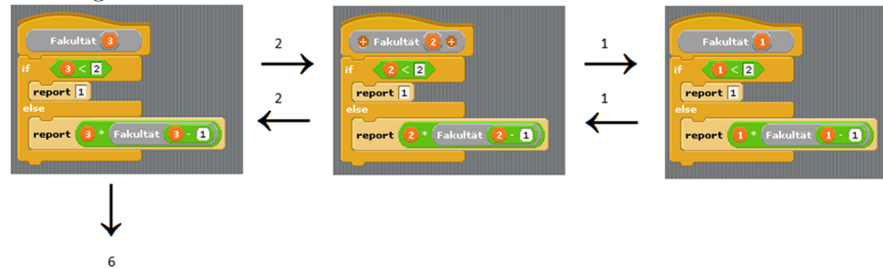 Fakultät 3
if 3 < 2
report 1
else
report 3 * Fakultät 3 - 1
2
2
+ Fakultät 2 +
if 2 < 2
report 1
else
report 2 * Fakultät 2 - 1
1
1
Fakultät 1
if 1 < 2
report 1
else
report 1 * Fakultät 1 - 1
6